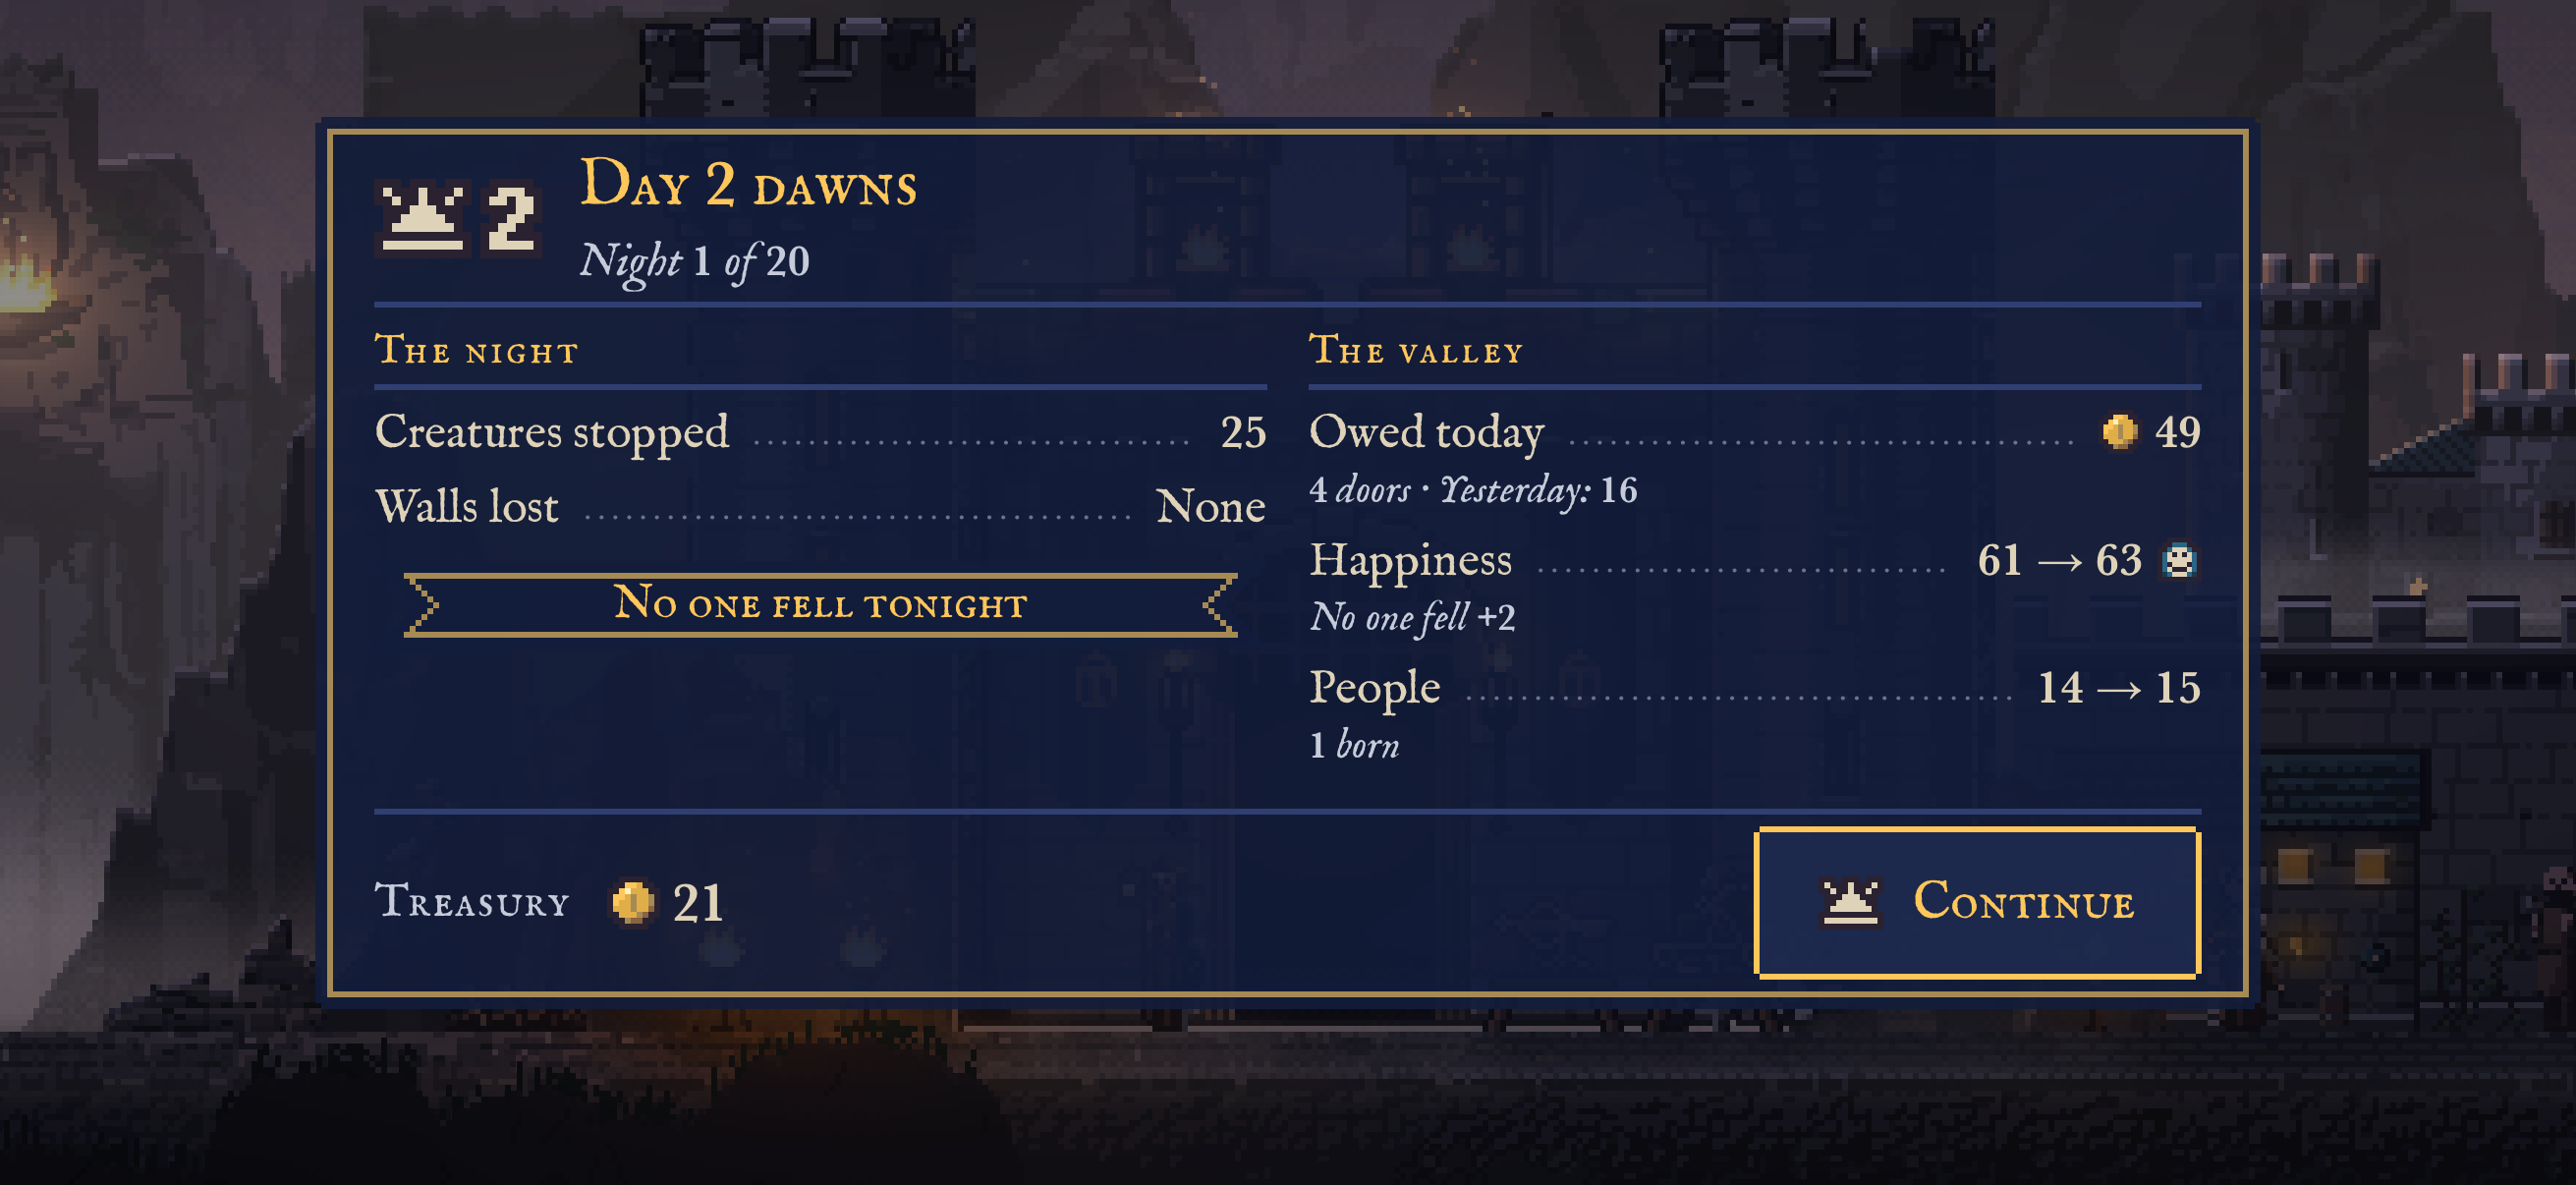 2
Day 2 dawns
Night 1 of 20
The night
Creatures stopped 25
Walls lost None
No one fell tonight
The valley
Owed today 49
4 doors · Yesterday: 16
Happiness 61 → 63
No one fell +2
People 14 → 15
1 born
Treasury 21
Continue